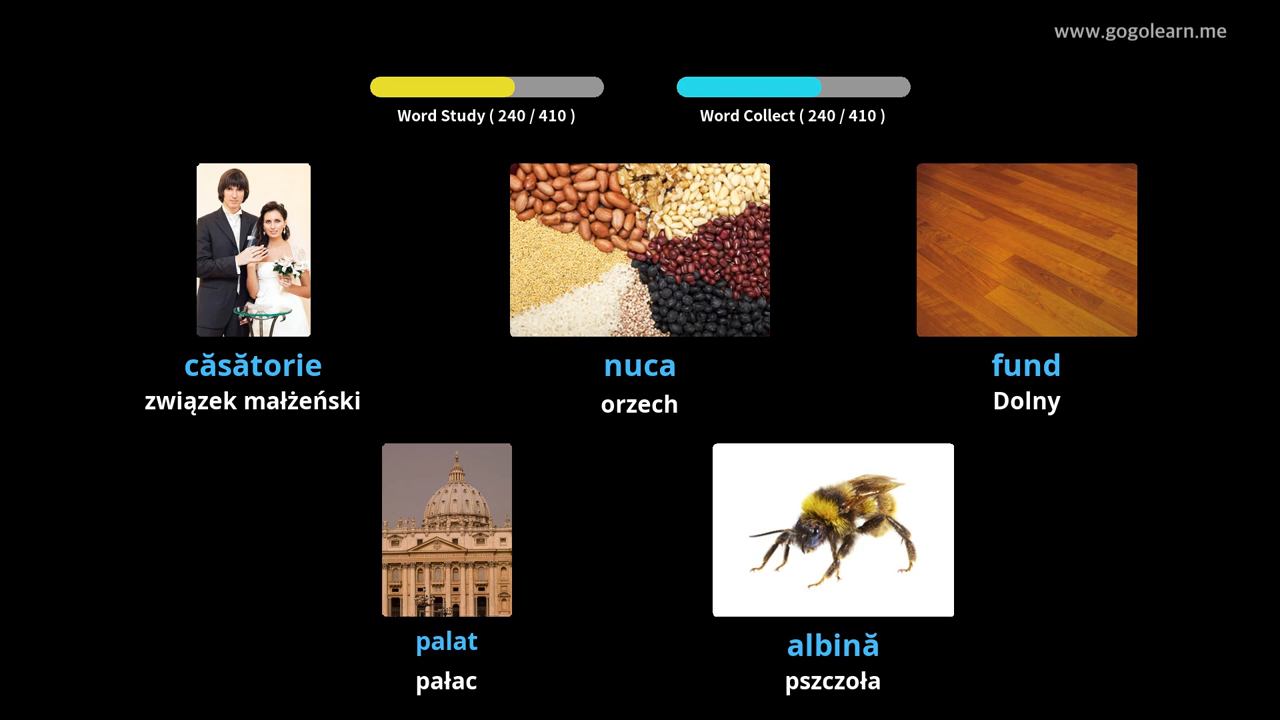 www.gogolearn.me
Word Study ( 240 / 410 )
Word Collect ( 240 / 410 )
căsătorie
związek małżeński
nuca
orzech
fund
Dolny
palat
pałac
albină
pszczoła